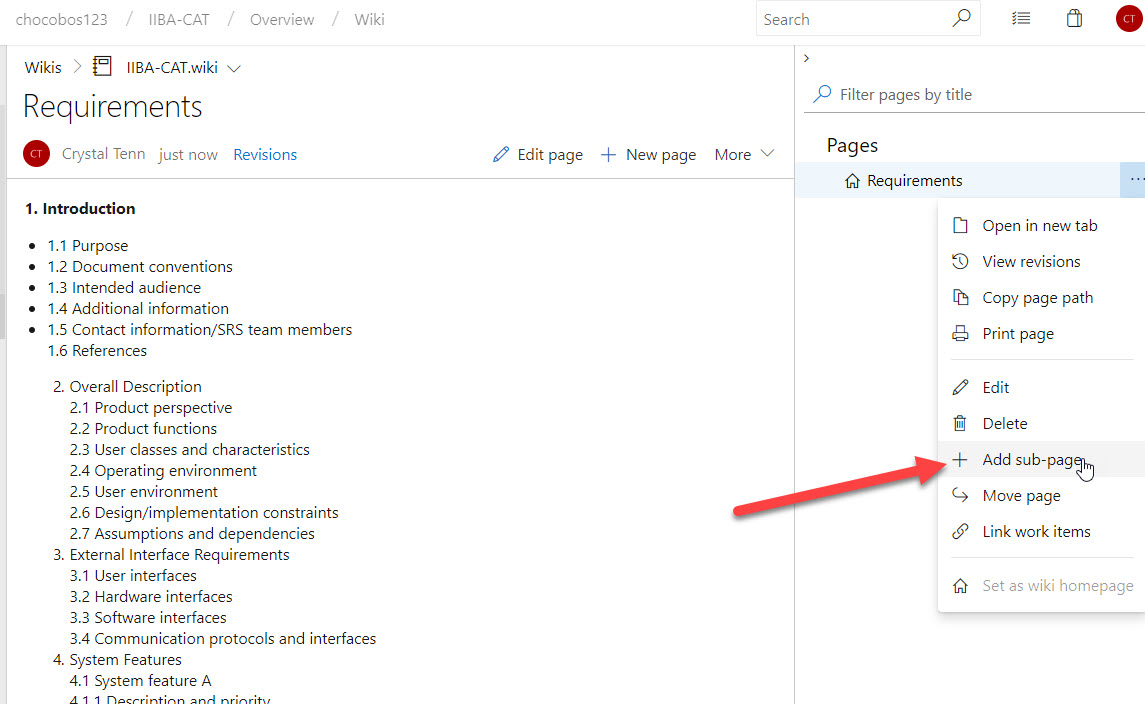 chocobos123 / IIBA-CAT / Overview / Wiki
Search
CT
Wikis > IIBA-CAT.wiki
Requirements
CT Crystal Tenn just now Revisions
Edit page
New page
More
1. Introduction
• 1.1 Purpose
• 1.2 Document conventions
• 1.3 Intended audience
• 1.4 Additional information
• 1.5 Contact information/SRS team members
1.6 References
2. Overall Description
2.1 Product perspective
2.2 Product functions
2.3 User classes and characteristics
2.4 Operating environment
2.5 User environment
2.6 Design/implementation constraints
2.7 Assumptions and dependencies
3. External Interface Requirements
3.1 User interfaces
3.2 Hardware interfaces
3.3 Software interfaces
3.4 Communication protocols and interfaces
4. System Features
4.1 System feature A
4.1.1 Description and priority
Filter pages by title
Pages
Requirements
Open in new tab
View revisions
Copy page path
Print page
Edit
Delete
Add sub-page
Move page
Link work items
Set as wiki homepage